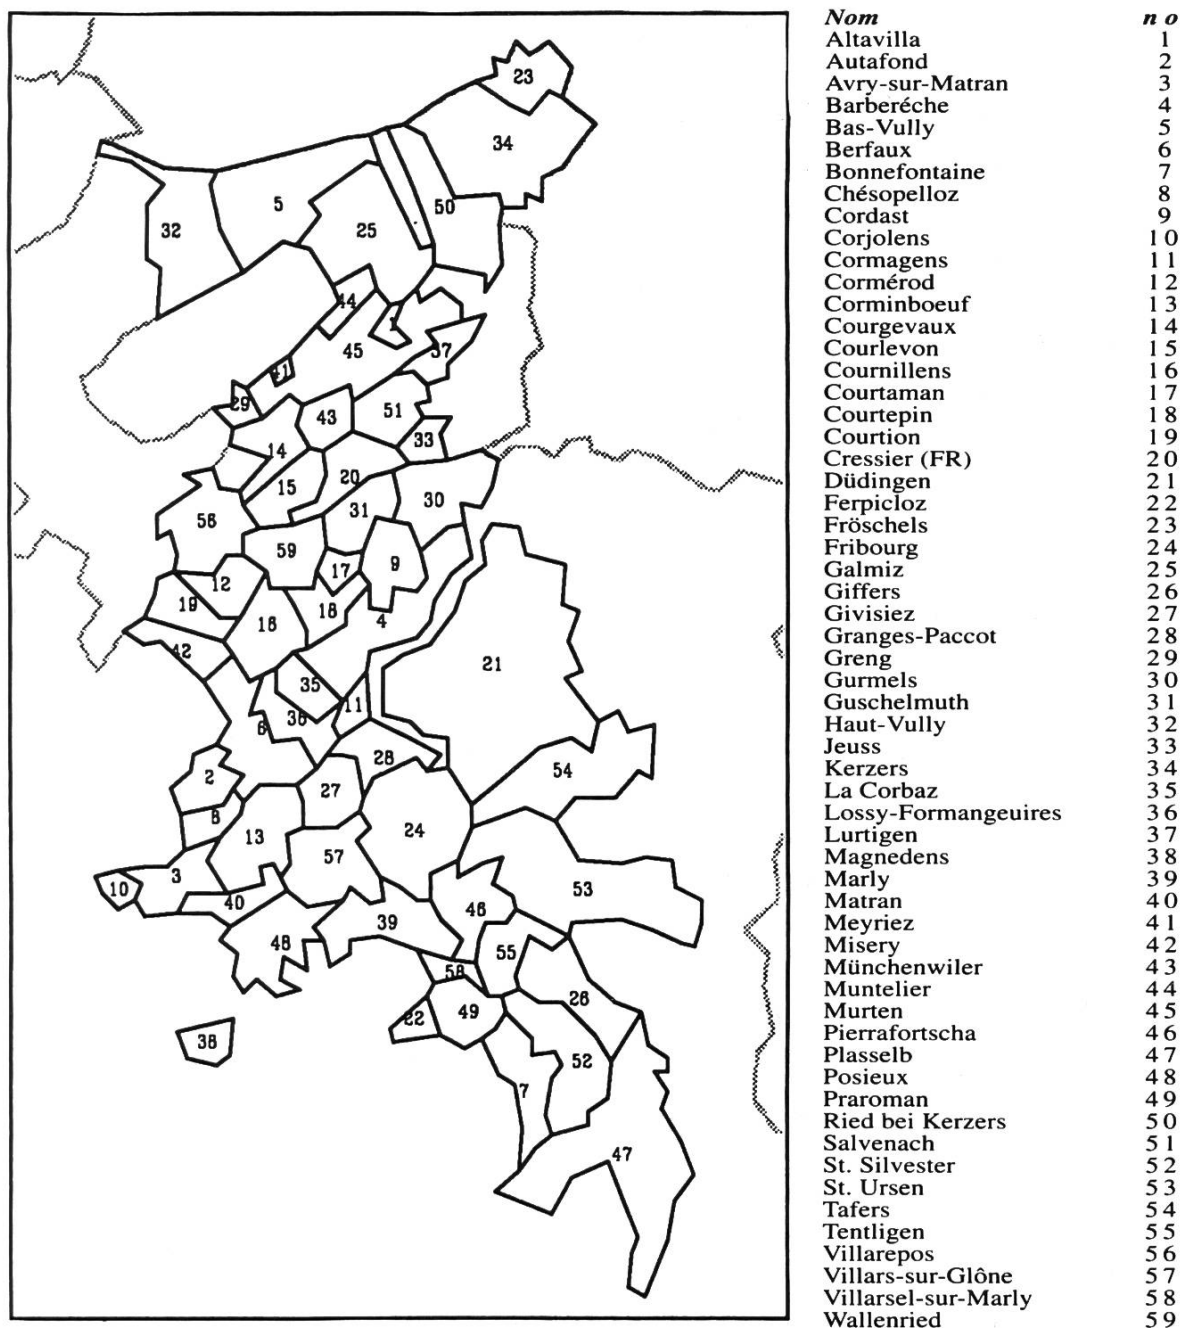 23
34
5
50
32
25
44
1
45
37
41
29
43
51
14
33
20
15
30
31
56
59
9
17
12
19
18
16
4
42
21
35
11
36
6
28
54
2
27
8
24
13
57
3
10
53
40
46
39
48
55
58
26
49
22
38
52
7
47
Nom no
Altavilla 1
Autafond 2
Avry-sur-Matran 3
Barberéche 4
Bas-Vully 5
Berfaux 6
Bonnefontaine 7
Chésopelloz 8
Cordast 9
Corjolens 10
Cormagens 11
Cormérod 12
Corminboeuf 13
Courgevaux 14
Courlevon 15
Cournillens 16
Courtaman 17
Courtepin 18
Courtion 19
Cressier (FR) 20
Düdingen 21
Ferpicloz 22
Fröschels 23
Fribourg 24
Galmiz 25
Giffers 26
Givisiez 27
Granges-Paccot 28
Greng 29
Gurmels 30
Guschelmuth 31
Haut-Vully 32
Jeuss 33
Kerzers 34
La Corbaz 35
Lossy-Formangeuires 36
Lurtigen 37
Magnedens 38
Marly 39
Matran 40
Meyriez 41
Misery 42
Münchenwiler 43
Muntelier 44
Murten 45
Pierrafortscha 46
Plasselb 47
Posieux 48
Praroman 49
Ried bei Kerzers 50
Salvenach 51
St. Silvester 52
St. Ursen 53
Tafers 54
Tentligen 55
Villarepos 56
Villars-sur-Glône 57
Villarsel-sur-Marly 58
Wallenried 59